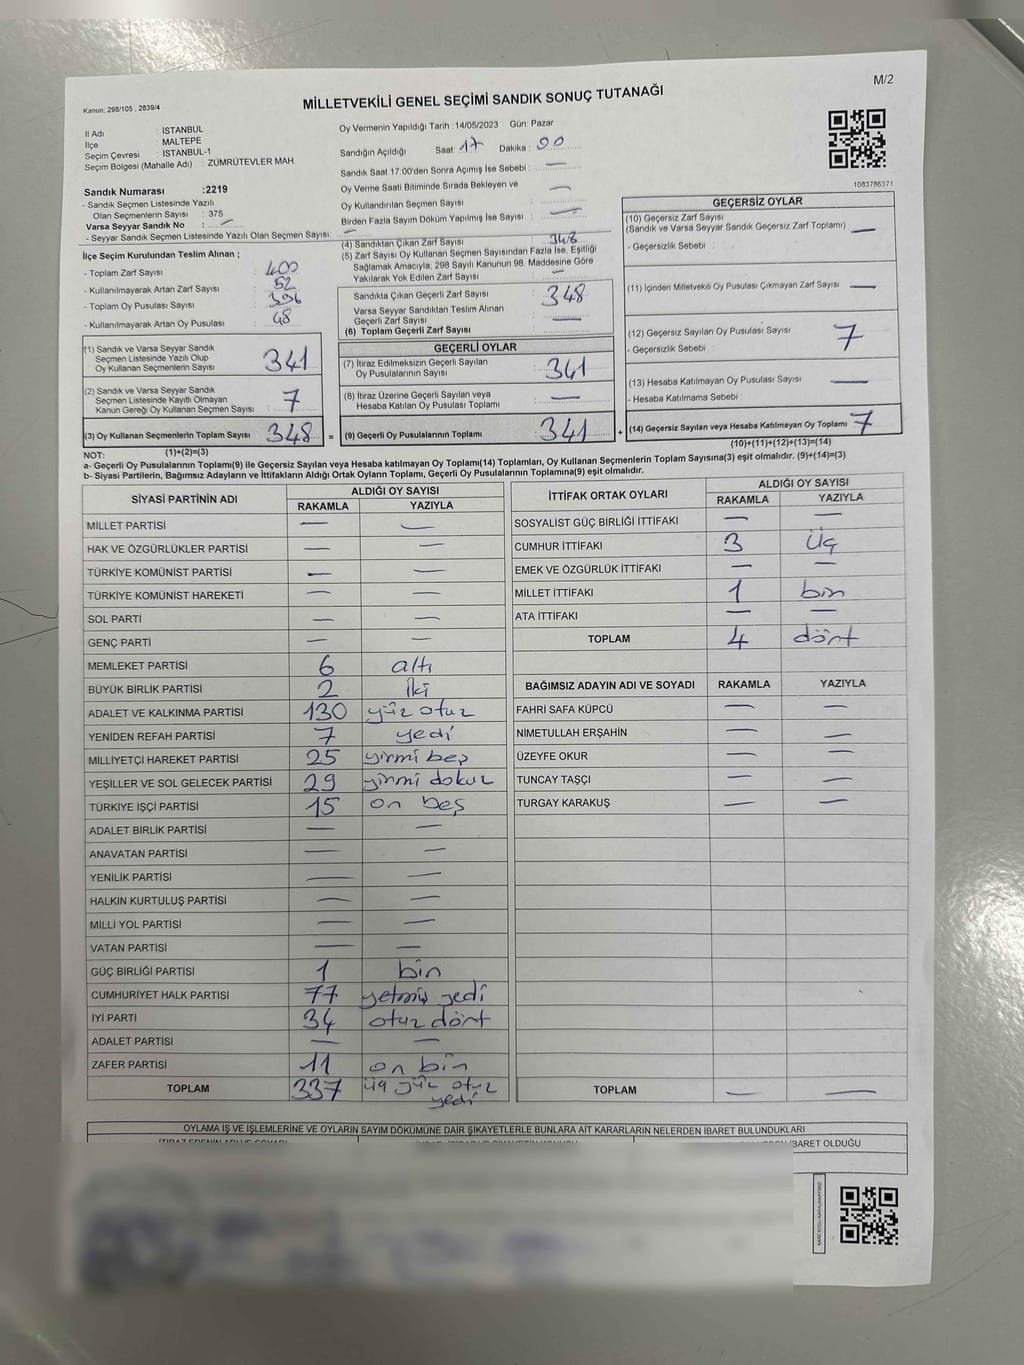 M/2
Kanun: 298/105 , 2839/4
MİLLETVEKİLİ GENEL SEÇİMİ SANDIK SONUÇ TUTANAĞI
İl Adı : İSTANBUL
İlçe : MALTEPE
Seçim Çevresi : İSTANBUL-1
Seçim Bölgesi (Mahalle Adı) : ZÜMRÜTEVLER MAH.
Sandık Numarası :2219
- Sandık Seçmen Listesinde Yazılı
Olan Seçmenlerin Sayısı : 375
Varsa Seyyar Sandık No : —
- Seyyar Sandık Seçmen Listesinde Yazılı Olan Seçmen Sayısı: —
Oy Vermenin Yapıldığı Tarih :14/05/2023 Gün: Pazar
Sandığın Açıldığı Saat : 17 Dakika : 00
Sandık Saat 17:00'den Sonra Açılmış İse Sebebi : —
Oy Verme Saati Bitiminde Sırada Bekleyen ve
Oy Kullandırılan Seçmen Sayısı : —
Birden Fazla Sayım Döküm Yapılmış İse Sayısı : —
1083786371
İlçe Seçim Kurulundan Teslim Alınan ;
- Toplam Zarf Sayısı : 400
- Kullanılmayarak Artan Zarf Sayısı : 52
- Toplam Oy Pusulası Sayısı : 396
- Kullanılmayarak Artan Oy Pusulası : 48
(4) Sandıktan Çıkan Zarf Sayısı : 348
(5) Zarf Sayısı Oy Kullanan Seçmen Sayısından Fazla İse, Eşitliği
Sağlamak Amacıyla, 298 Sayılı Kanunun 98. Maddesine Göre
Yakılarak Yok Edilen Zarf Sayısı : —
Sandıkta Çıkan Geçerli Zarf Sayısı : 348
Varsa Seyyar Sandıktan Teslim Alınan
Geçerli Zarf Sayısı : —
(6) Toplam Geçerli Zarf Sayısı :
GEÇERSİZ OYLAR
(10) Geçersiz Zarf Sayısı
(Sandık ve Varsa Seyyar Sandık Geçersiz Zarf Toplamı) : —
- Geçersizlik Sebebi :
(11) İçinden Milletvekili Oy Pusulası Çıkmayan Zarf Sayısı : —
(12) Geçersiz Sayılan Oy Pusulası Sayısı : 7
- Geçersizlik Sebebi :
(13) Hesaba Katılmayan Oy Pusulası Sayısı : —
- Hesaba Katılmama Sebebi :
(14) Geçersiz Sayılan veya Hesaba Katılmayan Oy Toplamı : 7
(10)+(11)+(12)+(13)=(14)
(1) Sandık ve Varsa Seyyar Sandık
Seçmen Listesinde Yazılı Olup
Oy Kullanan Seçmenlerin Sayısı : 341
(2) Sandık ve Varsa Seyyar Sandık
Seçmen Listesinde Kayıtlı Olmayan
Kanun Gereği Oy Kullanan Seçmen Sayısı : 7
(3) Oy Kullanan Seçmenlerin Toplam Sayısı : 348
(1)+(2)=(3)
GEÇERLİ OYLAR
(7) İtiraz Edilmeksizin Geçerli Sayılan
Oy Pusulalarının Sayısı : 341
(8) İtiraz Üzerine Geçerli Sayılan veya
Hesaba Katılan Oy Pusulası Toplamı : —
= (9) Geçerli Oy Pusulalarının Toplamı : 341 +
NOT:
a- Geçerli Oy Pusulalarının Toplamı(9) ile Geçersiz Sayılan veya Hesaba katılmayan Oy Toplamı(14) Toplamları, Oy Kullanan Seçmenlerin Toplam Sayısına(3) eşit olmalıdır. (9)+(14)=(3)
b- Siyasi Partilerin, Bağımsız Adayların ve İttifakların Aldığı Ortak Oyların Toplamı, Geçerli Oy Pusulalarının Toplamına(9) eşit olmalıdır.
SİYASİ PARTİNİN ADI ALDIĞI OY SAYISI
RAKAMLA YAZIYLA
MİLLET PARTİSİ — —
HAK VE ÖZGÜRLÜKLER PARTİSİ — —
TÜRKİYE KOMÜNİST PARTİSİ — —
TÜRKİYE KOMÜNİST HAREKETİ — —
SOL PARTİ — —
GENÇ PARTİ — —
MEMLEKET PARTİSİ 6 altı
BÜYÜK BİRLİK PARTİSİ 2 İki
ADALET VE KALKINMA PARTİSİ 130 yüz otuz
YENİDEN REFAH PARTİSİ 7 yedi
MİLLİYETÇİ HAREKET PARTİSİ 25 yirmi beş
YEŞİLLER VE SOL GELECEK PARTİSİ 29 yirmi dokuz
TÜRKİYE İŞÇİ PARTİSİ 15 on beş
ADALET BİRLİK PARTİSİ — —
ANAVATAN PARTİSİ — —
YENİLİK PARTİSİ — —
HALKIN KURTULUŞ PARTİSİ — —
MİLLİ YOL PARTİSİ — —
VATAN PARTİSİ — —
GÜÇ BİRLİĞİ PARTİSİ 1 bin
CUMHURİYET HALK PARTİSİ 77 yetmiş yedi
İYİ PARTİ 34 otuz dört
ADALET PARTİSİ — —
ZAFER PARTİSİ 11 on bin
TOPLAM 337 üç yüz otuz
yedi
İTTİFAK ORTAK OYLARI ALDIĞI OY SAYISI
RAKAMLA YAZIYLA
SOSYALİST GÜÇ BİRLİĞİ İTTİFAKI — —
CUMHUR İTTİFAKI 3 Üç
EMEK VE ÖZGÜRLÜK İTTİFAKI — —
MİLLET İTTİFAKI 1 bin
ATA İTTİFAKI — —
TOPLAM 4 dört
BAĞIMSIZ ADAYIN ADI VE SOYADI RAKAMLA YAZIYLA
FAHRİ SAFA KÜPCÜ — —
NİMETULLAH ERŞAHİN — —
ÜZEYFE OKUR — —
TUNCAY TAŞÇI — —
TURGAY KARAKUŞ — —
TOPLAM — —
OYLAMA İŞ VE İŞLEMLERİNE VE OYLARIN SAYIM DÖKÜMÜNE DAİR ŞİKAYETLERLE BUNLARA AİT KARARLARIN NELERDEN İBARET BULUNDUKLARI
İBARET OLDUĞU